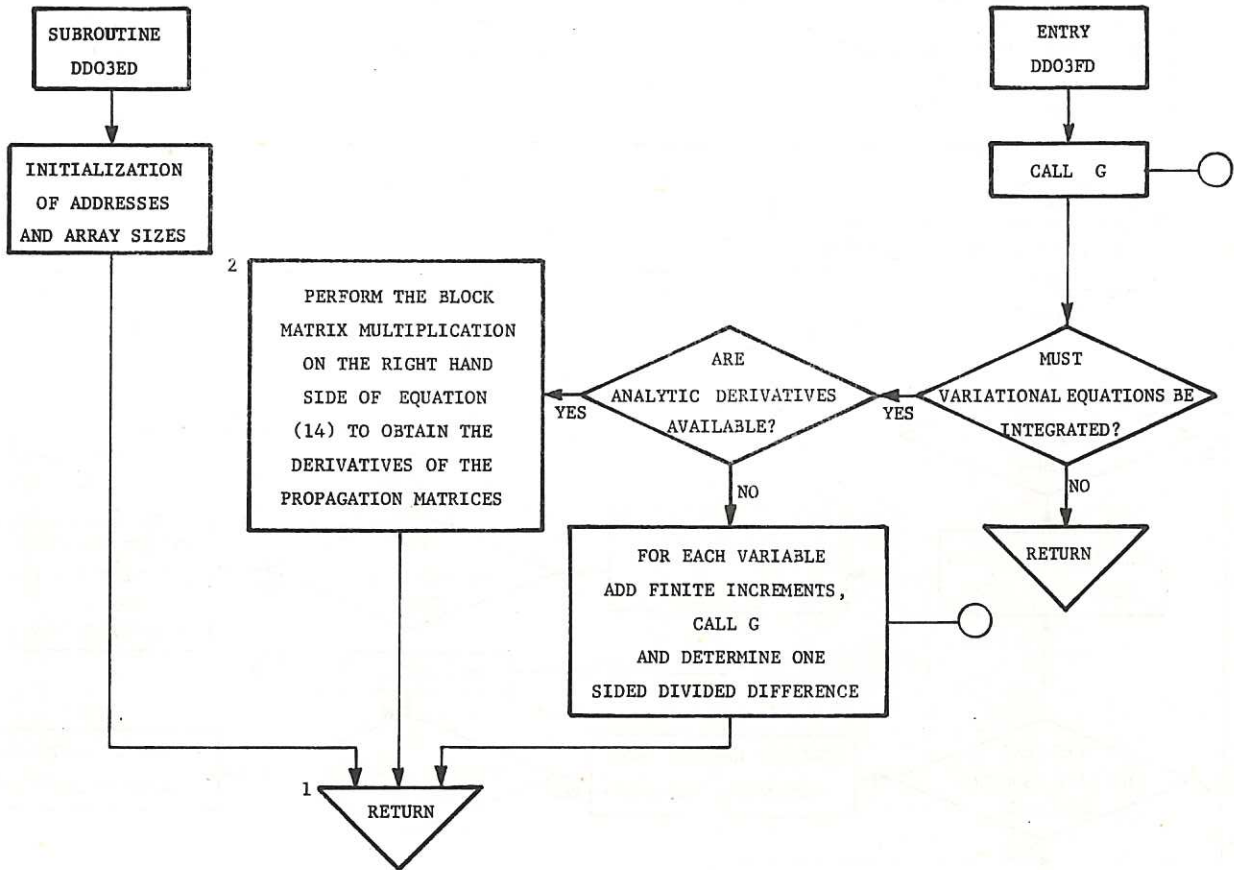 SUBROUTINE
DDO3ED
INITIALIZATION
OF ADDRESSES
AND ARRAY SIZES
ENTRY
DDO3FD
CALL G
MUST
VARIATIONAL EQUATIONS BE
INTEGRATED?
YES
NO
RETURN
ARE
ANALYTIC DERIVATIVES
AVAILABLE?
YES
NO
2
PERFORM THE BLOCK
MATRIX MULTIPLICATION
ON THE RIGHT HAND
SIDE OF EQUATION
(14) TO OBTAIN THE
DERIVATIVES OF THE
PROPAGATION MATRICES
FOR EACH VARIABLE
ADD FINITE INCREMENTS,
CALL G
AND DETERMINE ONE
SIDED DIVIDED DIFFERENCE
1
RETURN